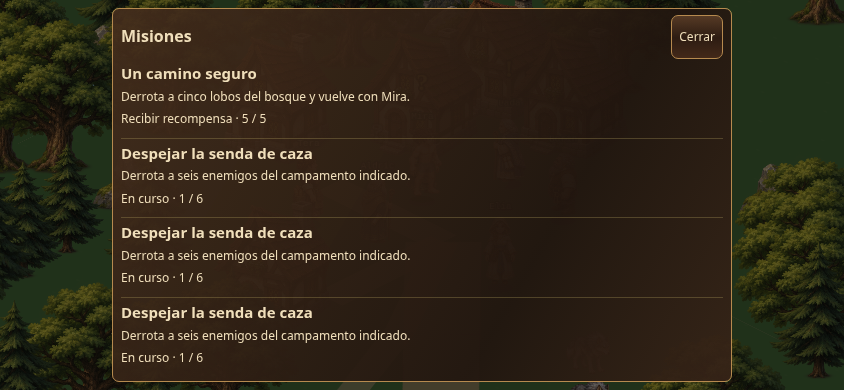 Misiones
Cerrar
Un camino seguro
Derrota a cinco lobos del bosque y vuelve con Mira.
Recibir recompensa · 5 / 5
Despejar la senda de caza
Derrota a seis enemigos del campamento indicado.
En curso · 1 / 6
Despejar la senda de caza
Derrota a seis enemigos del campamento indicado.
En curso · 1 / 6
Despejar la senda de caza
Derrota a seis enemigos del campamento indicado.
En curso · 1 / 6